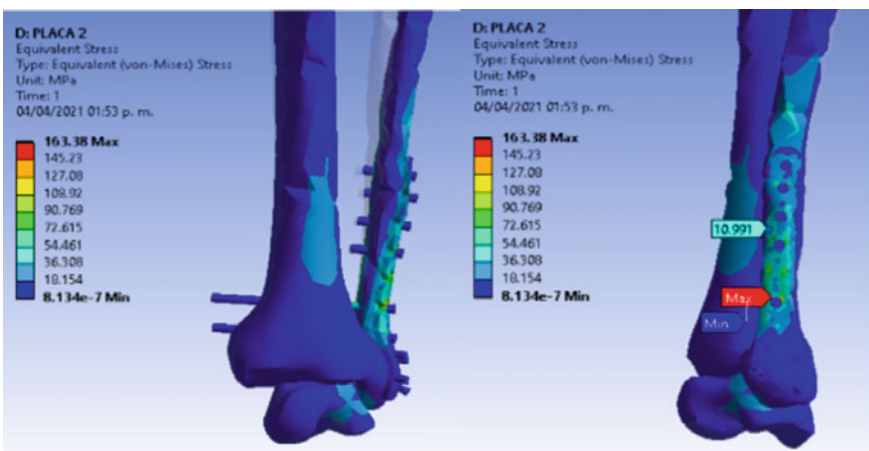 D: PLACA 2
Equivalent Stress
Type: Equivalent (von-Mises) Stress
Unit: MPa
Time: 1
04/04/2021 01:53 p. m.
163.38 Max
145.23
127.08
108.92
90.769
72.615
54.461
36.308
18.154
8.134e-7 Min
D: PLACA 2
Equivalent Stress
Type: Equivalent (von-Mises) Stress
Unit: MPa
Time: 1
04/04/2021 01:53 p. m.
163.38 Max
145.23
127.08
108.92
90.769
72.615
54.461
36.308
18.154
8.134e-7 Min
10.991
Max
Min